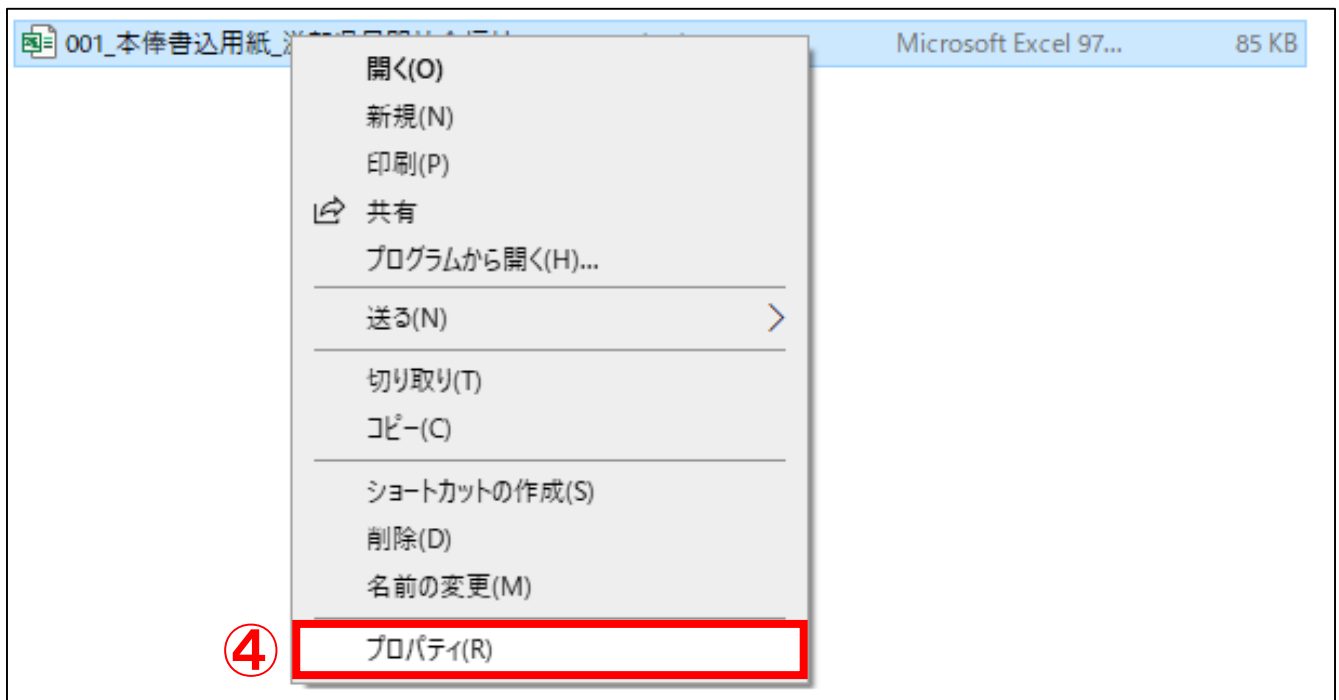 001_本俸書込用紙_
Microsoft Excel 97...
85 KB
開く(O)
新規(N)
印刷(P)
共有
プログラムから開く(H)...
送る(N)
切り取り(T)
コピー(C)
ショートカットの作成(S)
削除(D)
名前の変更(M)
④ プロパティ(R)